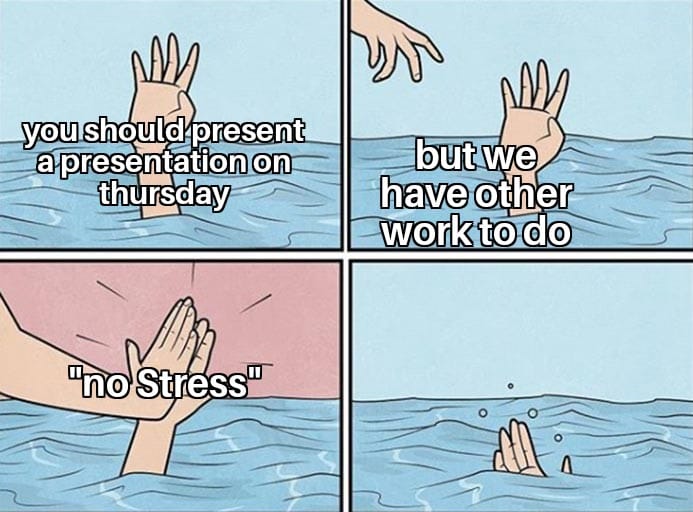 you should present
a presentation on
thursday
but we
have other
work to do
"no Stress"